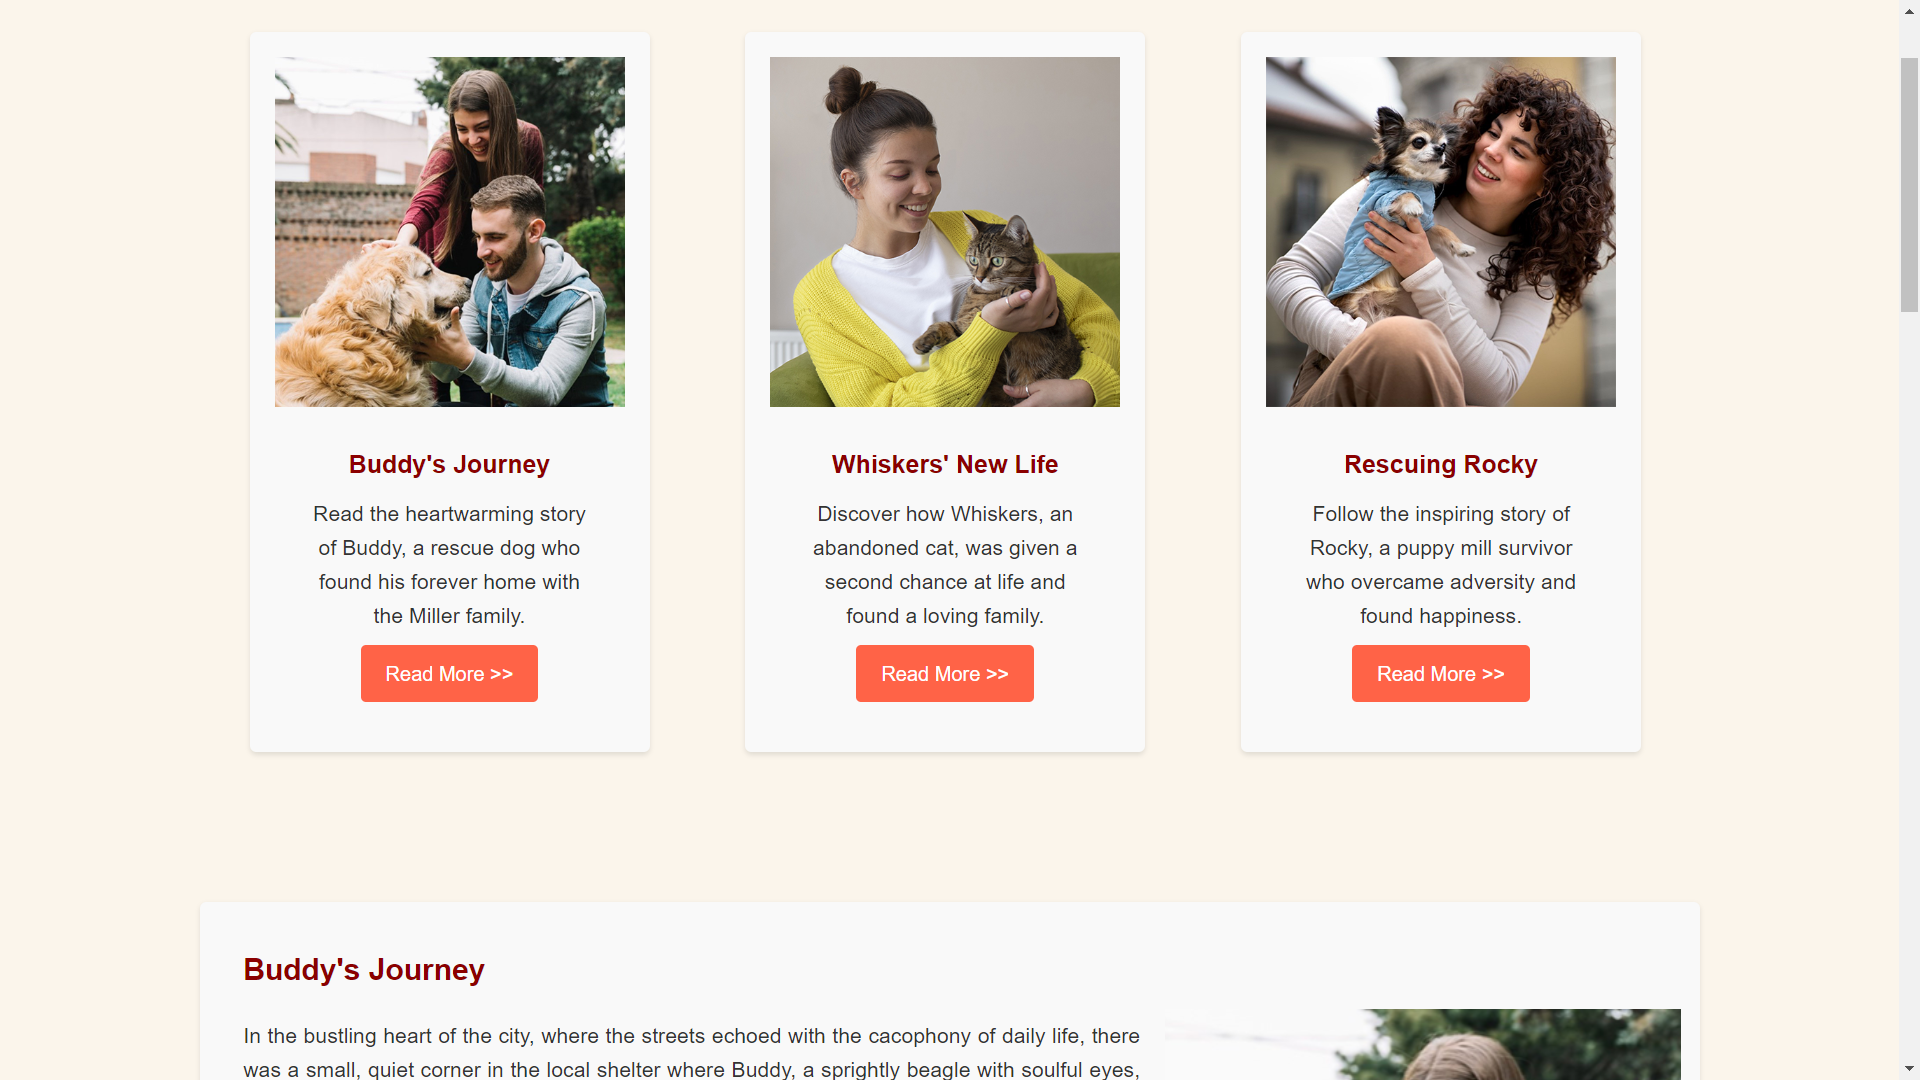 Buddy's Journey
Read the heartwarming story
of Buddy, a rescue dog who
found his forever home with
the Miller family.
Read More >>
Whiskers' New Life
Discover how Whiskers, an
abandoned cat, was given a
second chance at life and
found a loving family.
Read More >>
Rescuing Rocky
Follow the inspiring story of
Rocky, a puppy mill survivor
who overcame adversity and
found happiness.
Read More >>
Buddy's Journey
In the bustling heart of the city, where the streets echoed with the cacophony of daily life, there
was a small, quiet corner in the local shelter where Buddy, a sprightly beagle with soulful eyes,